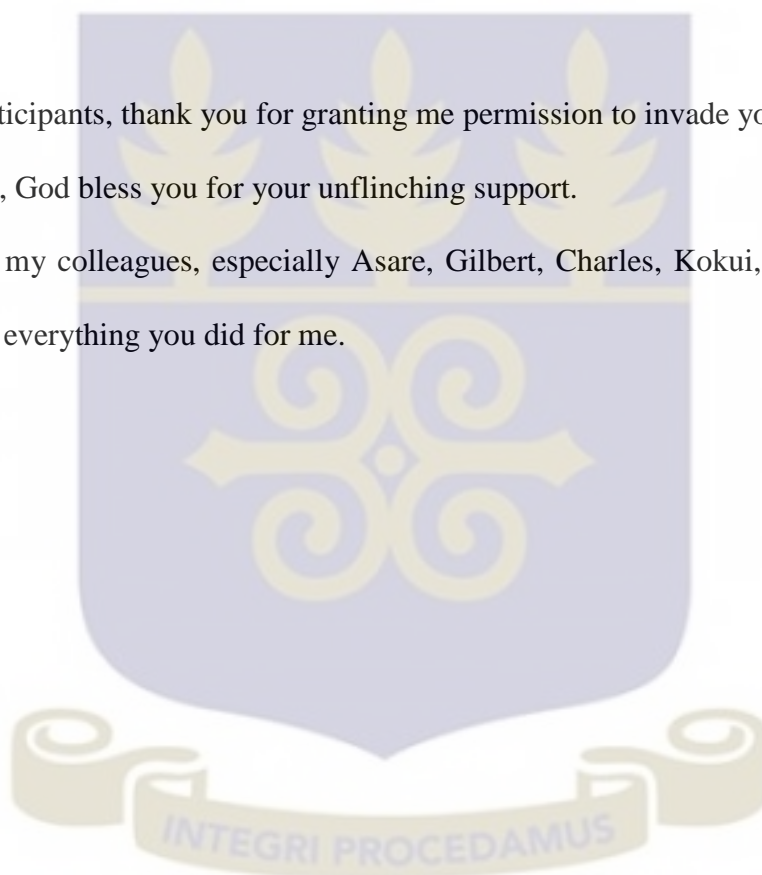 ticipants, thank you for granting me permission to invade yo
, God bless you for your unflinching support.
my colleagues, especially Asare, Gilbert, Charles, Kokui,
everything you did for me.
INTEGRI PROCEDAMUS